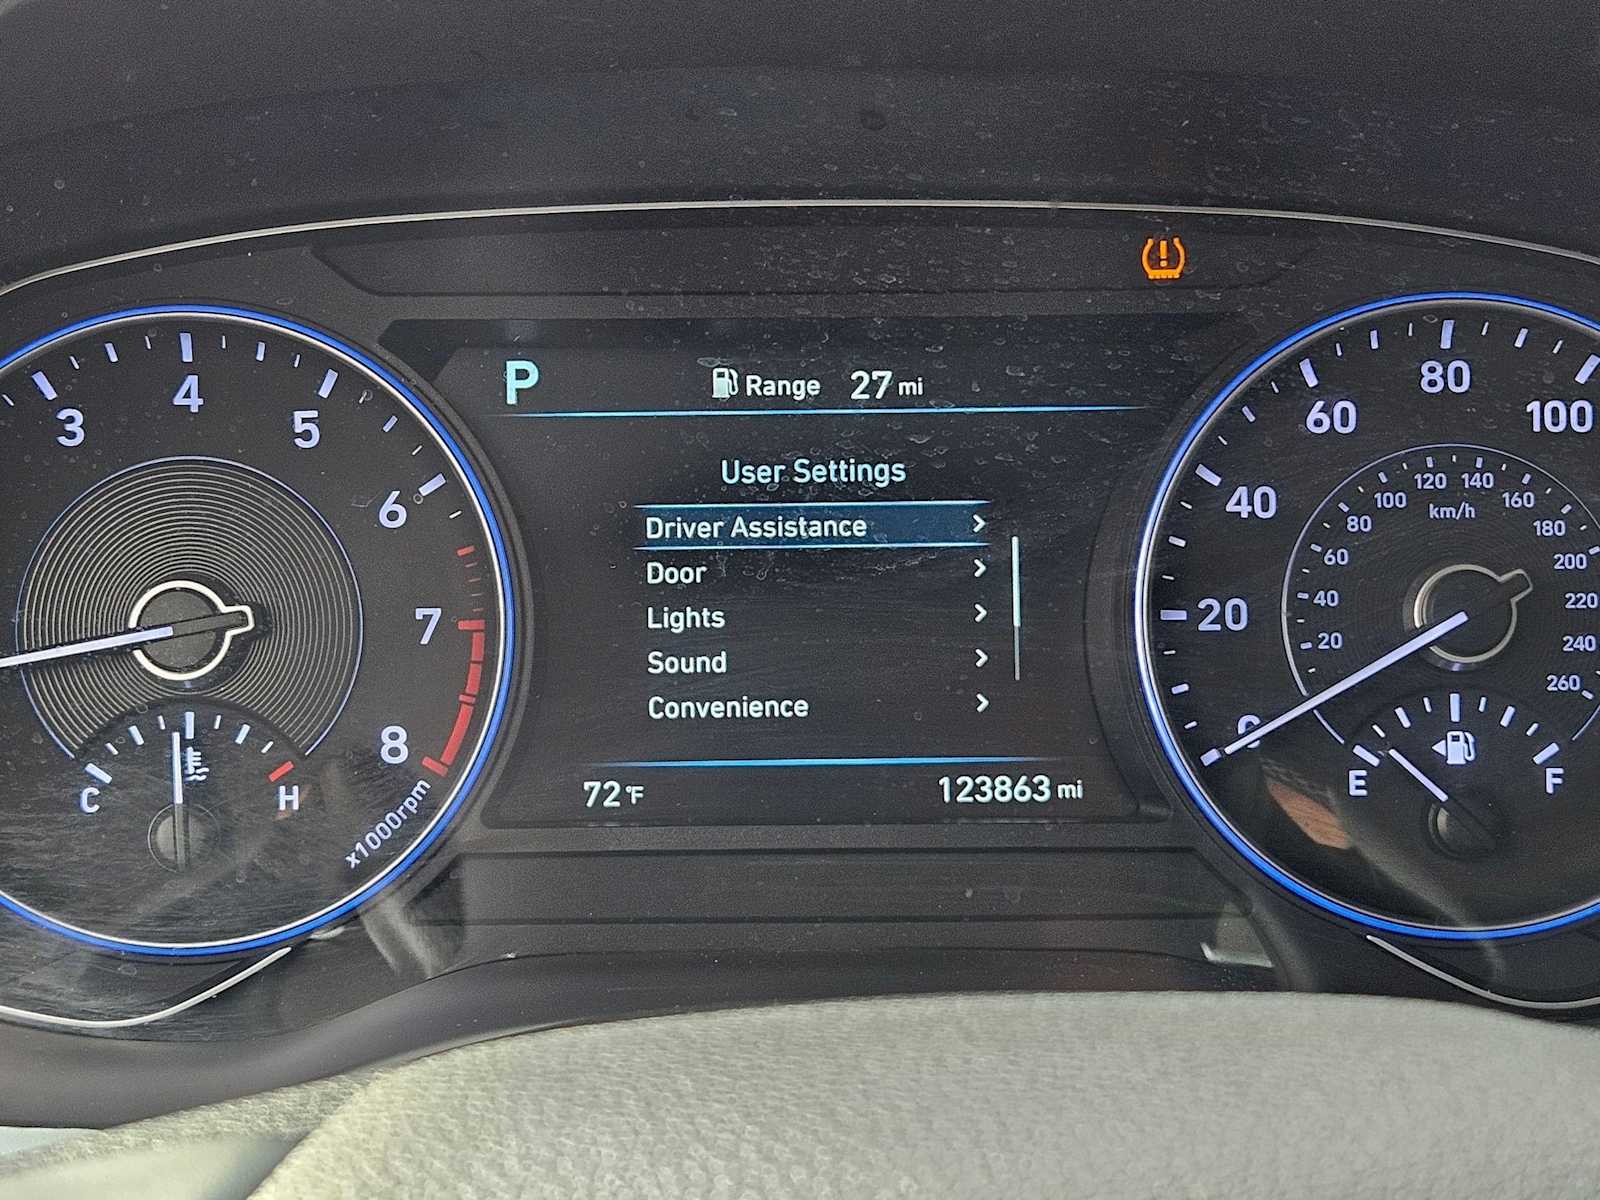 P
Range 27 mi
User Settings
Driver Assistance
Door
Lights
Sound
Convenience
72°F
123863 mi
3
4
5
6
7
8
x1000rpm
C
H
0
20
40
60
80
100
km/h
20
40
60
80
100
120
140
160
180
200
220
240
260
E
F